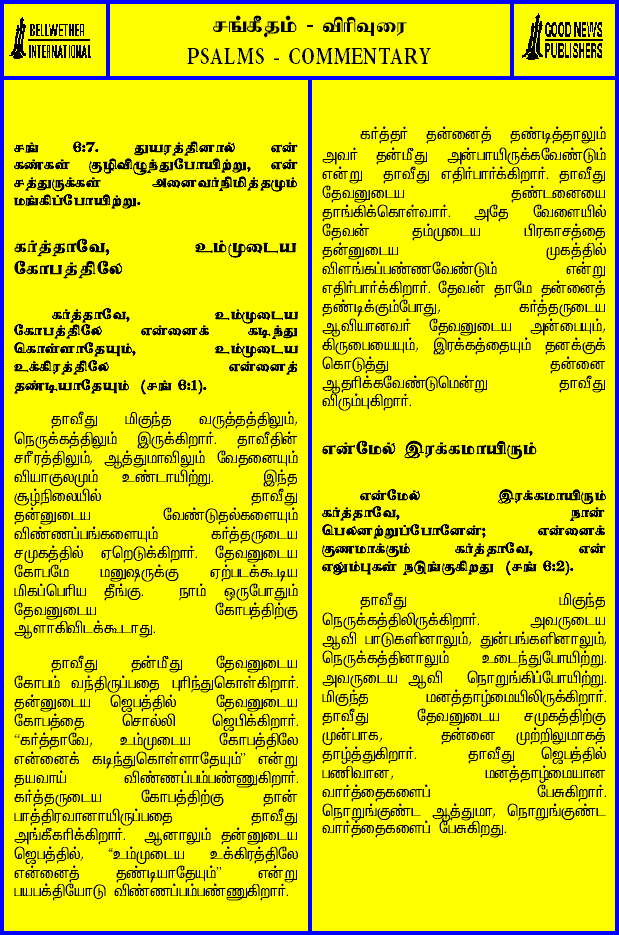 BELLWETHER
INTERNATIONAL
சங்கீதம் - விரிவுரை
PSALMS - COMMENTARY
GOOD NEWS
PUBLISHERS
சங் 6:7. துயரத்தினால் என்
கண்கள் குழிவிழுந்துபோயிற்று, என்
சத்துருக்கள் அனைவர்நிமித்தமும்
மங்கிப்போயிற்று.
கர்த்தாவே, உம்முடைய
கோபத்திலே
கர்த்தாவே, உம்முடைய
கோபத்திலே என்னைக் கடிந்து
கொள்ளாதேயும், உம்முடைய
உக்கிரத்திலே என்னைத்
தண்டியாதேயும் (சங் 6:1).
தாவீது மிகுந்த வருத்தத்திலும்,
நெருக்கத்திலும் இருக்கிறார். தாவீதின்
சரீரத்திலும், ஆத்துமாவிலும் வேதனையும்
வியாகுலமும் உண்டாயிற்று. இந்த
சூழ்நிலையில் தாவீது
தன்னுடைய வேண்டுதல்களையும்
விண்ணப்பங்களையும் கர்த்தருடைய
சமுகத்தில் ஏறெடுக்கிறார். தேவனுடைய
கோபமே மனுஷருக்கு ஏற்படக்கூடிய
மிகப்பெரிய தீங்கு. நாம் ஒருபோதும்
தேவனுடைய கோபத்திற்கு
ஆளாகிவிடக்கூடாது.
தாவீது தன்மீது தேவனுடைய
கோபம் வந்திருப்பதை புரிந்துகொள்கிறார்.
தன்னுடைய ஜெபத்தில் தேவனுடைய
கோபத்தை சொல்லி ஜெபிக்கிறார்.
“கர்த்தாவே, உம்முடைய கோபத்திலே
என்னைக் கடிந்துகொள்ளாதேயும்” என்று
தயவாய் விண்ணப்பம்பண்ணுகிறார்.
கர்த்தருடைய கோபத்திற்கு தான்
பாத்திரவானாயிருப்பதை தாவீது
அங்கீகரிக்கிறார். ஆனாலும் தன்னுடைய
ஜெபத்தில், “உம்முடைய உக்கிரத்திலே
என்னைத் தண்டியாதேயும்” என்று
பயபக்தியோடு விண்ணப்பம்பண்ணுகிறார்.
கர்த்தர் தன்னைத் தண்டித்தாலும்
அவர் தன்மீது அன்பாயிருக்கவேண்டும்
என்று தாவீது எதிர்பார்க்கிறார். தாவீது
தேவனுடைய தண்டனையை
தாங்கிக்கொள்வார். அதே வேளையில்
தேவன் தம்முடைய பிரகாசத்தை
தன்னுடைய முகத்தில்
விளங்கப்பண்ணவேண்டும் என்று
எதிர்பார்க்கிறார். தேவன் தாமே தன்னைத்
தண்டிக்கும்போது, கர்த்தருடைய
ஆவியானவர் தேவனுடைய அன்பையும்,
கிருபையையும், இரக்கத்தையும் தனக்குக்
கொடுத்து தன்னை
ஆதரிக்கவேண்டுமென்று தாவீது
விரும்புகிறார்.
என்மேல் இரக்கமாயிரும்
என்மேல் இரக்கமாயிரும்
கர்த்தாவே, நான்
பெலனற்றுப்போனேன்; என்னைக்
குணமாக்கும் கர்த்தாவே, என்
எலும்புகள் நடுங்குகிறது (சங் 6:2).
தாவீது மிகுந்த
நெருக்கத்திலிருக்கிறார். அவருடைய
ஆவி பாடுகளினாலும், துன்பங்களினாலும்,
நெருக்கத்தினாலும் உடைந்துபோயிற்று.
அவருடைய ஆவி நொறுங்கிப்போயிற்று.
மிகுந்த மனத்தாழ்மையிலிருக்கிறார்.
தாவீது தேவனுடைய சமுகத்திற்கு
முன்பாக, தன்னை முற்றிலுமாகத்
தாழ்த்துகிறார். தாவீது ஜெபத்தில்
பணிவான, மனத்தாழ்மையான
வார்த்தைகளைப் பேசுகிறார்.
நொறுங்குண்ட ஆத்துமா, நொறுங்குண்ட
வார்த்தைகளைப் பேசுகிறது.